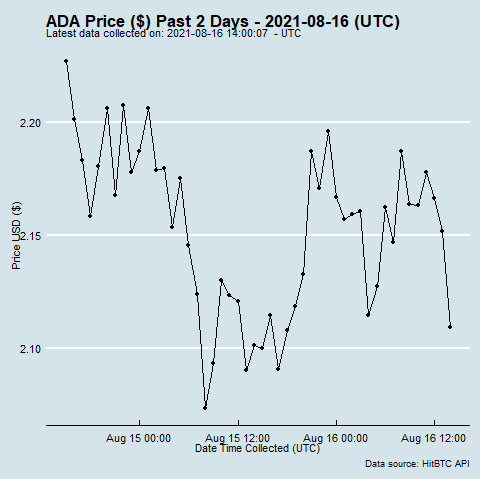 ADA Price ($) Past 2 Days - 2021-08-16 (UTC)
Latest data collected on: 2021-08-16 14:00:07 - UTC
2.20
2.15
2.10
Price USD ($)
Aug 15 00:00 Aug 15 12:00 Aug 16 00:00 Aug 16 12:00
Date Time Collected (UTC)
Data source: HitBTC API